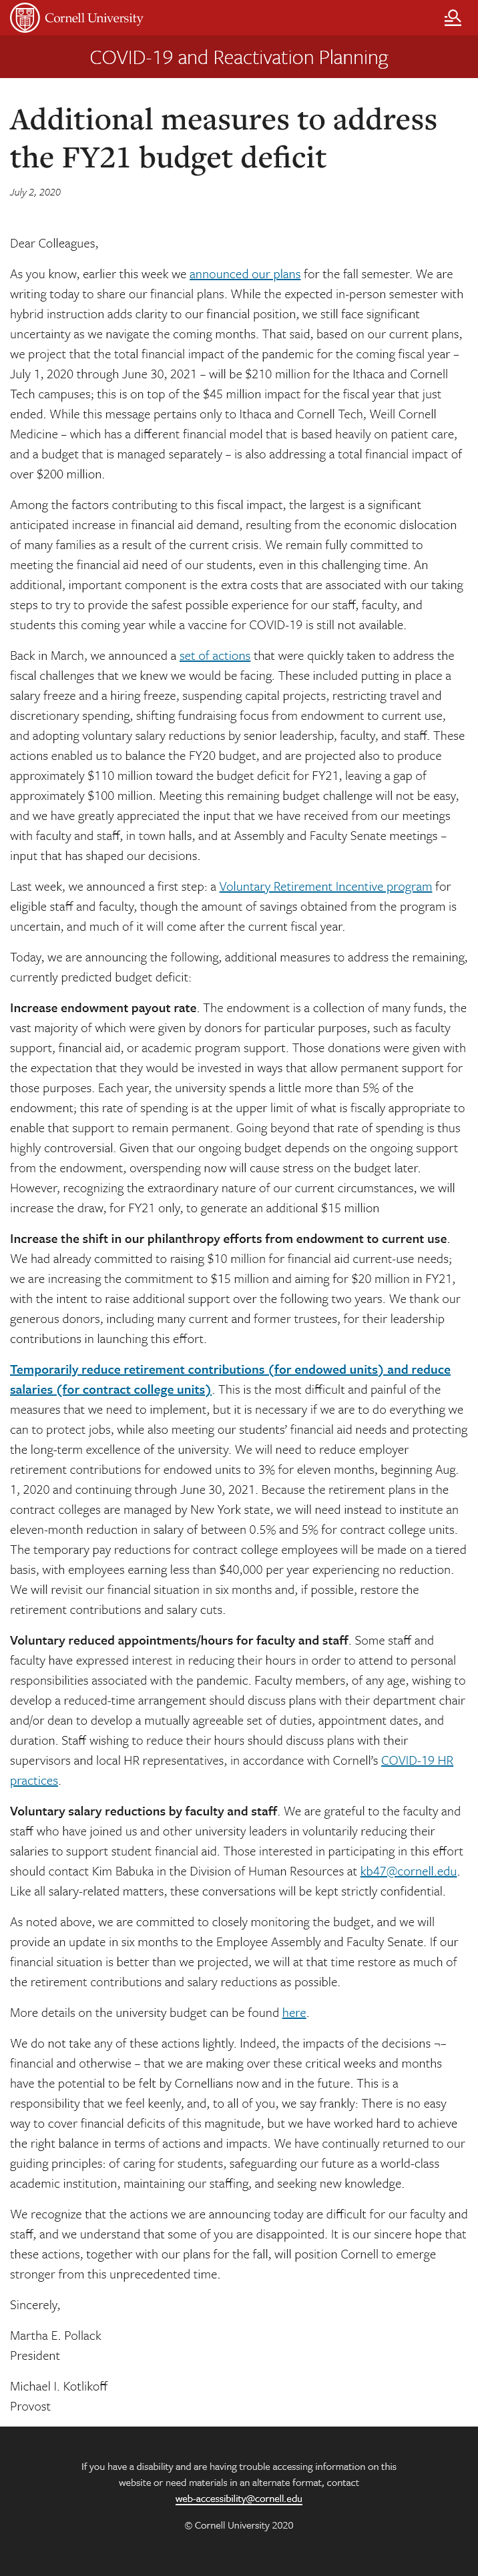 Cornell University
COVID-19 and Reactivation Planning
Additional measures to address
the FY21 budget deficit
July 2, 2020
Dear Colleagues,
As you know, earlier this week we announced our plans for the fall semester. We are
writing today to share our financial plans. While the expected in-person semester with
hybrid instruction adds clarity to our financial position, we still face significant
uncertainty as we navigate the coming months. That said, based on our current plans,
we project that the total financial impact of the pandemic for the coming fiscal year –
July 1, 2020 through June 30, 2021 – will be $210 million for the Ithaca and Cornell
Tech campuses; this is on top of the $45 million impact for the fiscal year that just
ended. While this message pertains only to Ithaca and Cornell Tech, Weill Cornell
Medicine – which has a different financial model that is based heavily on patient care,
and a budget that is managed separately – is also addressing a total financial impact of
over $200 million.
Among the factors contributing to this fiscal impact, the largest is a significant
anticipated increase in financial aid demand, resulting from the economic dislocation
of many families as a result of the current crisis. We remain fully committed to
meeting the financial aid need of our students, even in this challenging time. An
additional, important component is the extra costs that are associated with our taking
steps to try to provide the safest possible experience for our staff, faculty, and
students this coming year while a vaccine for COVID-19 is still not available.
Back in March, we announced a set of actions that were quickly taken to address the
fiscal challenges that we knew we would be facing. These included putting in place a
salary freeze and a hiring freeze, suspending capital projects, restricting travel and
discretionary spending, shifting fundraising focus from endowment to current use,
and adopting voluntary salary reductions by senior leadership, faculty, and staff. These
actions enabled us to balance the FY20 budget, and are projected also to produce
approximately $110 million toward the budget deficit for FY21, leaving a gap of
approximately $100 million. Meeting this remaining budget challenge will not be easy,
and we have greatly appreciated the input that we have received from our meetings
with faculty and staff, in town halls, and at Assembly and Faculty Senate meetings –
input that has shaped our decisions.
Last week, we announced a first step: a Voluntary Retirement Incentive program for
eligible staff and faculty, though the amount of savings obtained from the program is
uncertain, and much of it will come after the current fiscal year.
Today, we are announcing the following, additional measures to address the remaining,
currently predicted budget deficit:
Increase endowment payout rate. The endowment is a collection of many funds, the
vast majority of which were given by donors for particular purposes, such as faculty
support, financial aid, or academic program support. Those donations were given with
the expectation that they would be invested in ways that allow permanent support for
those purposes. Each year, the university spends a little more than 5% of the
endowment; this rate of spending is at the upper limit of what is fiscally appropriate to
enable that support to remain permanent. Going beyond that rate of spending is thus
highly controversial. Given that our ongoing budget depends on the ongoing support
from the endowment, overspending now will cause stress on the budget later.
However, recognizing the extraordinary nature of our current circumstances, we will
increase the draw, for FY21 only, to generate an additional $15 million
Increase the shift in our philanthropy efforts from endowment to current use.
We had already committed to raising $10 million for financial aid current-use needs;
we are increasing the commitment to $15 million and aiming for $20 million in FY21,
with the intent to raise additional support over the following two years. We thank our
generous donors, including many current and former trustees, for their leadership
contributions in launching this effort.
Temporarily reduce retirement contributions (for endowed units) and reduce
salaries (for contract college units). This is the most difficult and painful of the
measures that we need to implement, but it is necessary if we are to do everything we
can to protect jobs, while also meeting our students’ financial aid needs and protecting
the long-term excellence of the university. We will need to reduce employer
retirement contributions for endowed units to 3% for eleven months, beginning Aug.
1, 2020 and continuing through June 30, 2021. Because the retirement plans in the
contract colleges are managed by New York state, we will need instead to institute an
eleven-month reduction in salary of between 0.5% and 5% for contract college units.
The temporary pay reductions for contract college employees will be made on a tiered
basis, with employees earning less than $40,000 per year experiencing no reduction.
We will revisit our financial situation in six months and, if possible, restore the
retirement contributions and salary cuts.
Voluntary reduced appointments/hours for faculty and staff. Some staff and
faculty have expressed interest in reducing their hours in order to attend to personal
responsibilities associated with the pandemic. Faculty members, of any age, wishing to
develop a reduced-time arrangement should discuss plans with their department chair
and/or dean to develop a mutually agreeable set of duties, appointment dates, and
duration. Staff wishing to reduce their hours should discuss plans with their
supervisors and local HR representatives, in accordance with Cornell’s COVID-19 HR
practices.
Voluntary salary reductions by faculty and staff. We are grateful to the faculty and
staff who have joined us and other university leaders in voluntarily reducing their
salaries to support student financial aid. Those interested in participating in this effort
should contact Kim Babuka in the Division of Human Resources at kb47@cornell.edu.
Like all salary-related matters, these conversations will be kept strictly confidential.
As noted above, we are committed to closely monitoring the budget, and we will
provide an update in six months to the Employee Assembly and Faculty Senate. If our
financial situation is better than we projected, we will at that time restore as much of
the retirement contributions and salary reductions as possible.
More details on the university budget can be found here.
We do not take any of these actions lightly. Indeed, the impacts of the decisions ¬–
financial and otherwise – that we are making over these critical weeks and months
have the potential to be felt by Cornellians now and in the future. This is a
responsibility that we feel keenly, and, to all of you, we say frankly: There is no easy
way to cover financial deficits of this magnitude, but we have worked hard to achieve
the right balance in terms of actions and impacts. We have continually returned to our
guiding principles: of caring for students, safeguarding our future as a world-class
academic institution, maintaining our staffing, and seeking new knowledge.
We recognize that the actions we are announcing today are difficult for our faculty and
staff, and we understand that some of you are disappointed. It is our sincere hope that
these actions, together with our plans for the fall, will position Cornell to emerge
stronger from this unprecedented time.
Sincerely,
Martha E. Pollack
President
Michael I. Kotlikoff
Provost
If you have a disability and are having trouble accessing information on this
website or need materials in an alternate format, contact
web-accessibility@cornell.edu
© Cornell University 2020